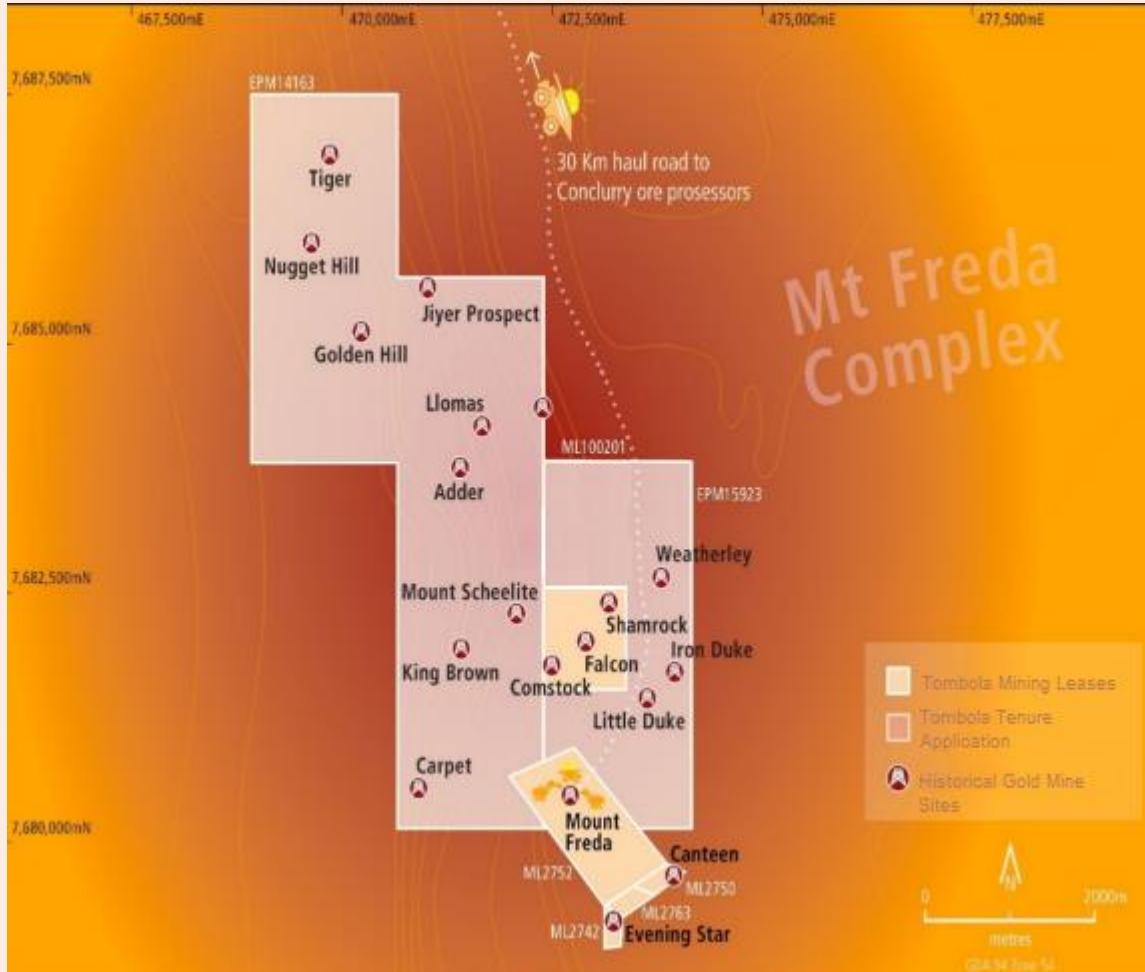 467,500mE
470,000mE
472,500mE
475,000mE
477,500mE
7,687,500mN
EPM14163
30 Km haul road to
Conclurry ore prosessors
Tiger
Nugget Hill
Mt Freda
Complex
Jiyer Prospect
7,685,000mN
Golden Hill
Llomas
ML100201
Adder
EPM15923
Weatherley
7,682,500mN
Mount Scheelite
Shamrock
Iron Duke
Falcon
King Brown
Comstock
Little Duke
Tombola Mining Leases
Tombola Tenure
Application
Historical Gold Mine
Sites
Carpet
7,680,000mN
Mount
Freda
Canteen
ML2752
ML2750
ML2763
ML2742
Evening Star
N
0
2000m
metres
GDA 94 Zone 54